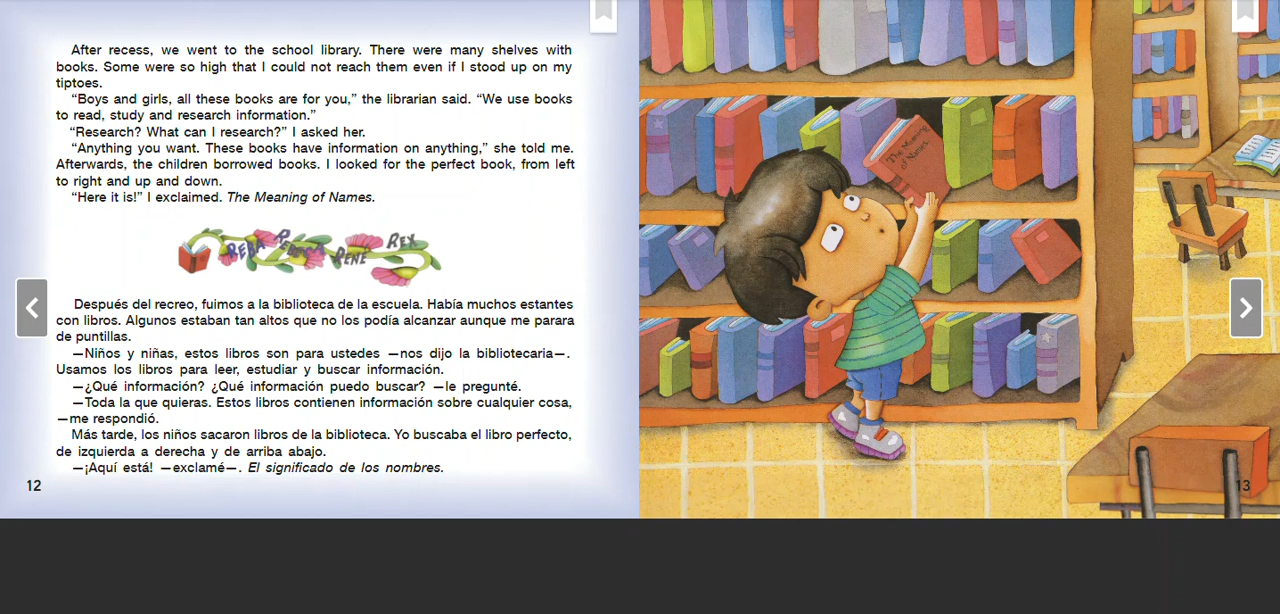 After recess, we went to the school library. There were many shelves with
books. Some were so high that I could not reach them even if I stood up on my
tiptoes.
“Boys and girls, all these books are for you,” the librarian said. “We use books
to read, study and research information.”
“Research? What can I research?” I asked her.
“Anything you want. These books have information on anything,” she told me.
Afterwards, the children borrowed books. I looked for the perfect book, from left
to right and up and down.
“Here it is!” I exclaimed. The Meaning of Names.
RENÉ
REX
Después del recreo, fuimos a la biblioteca de la escuela. Había muchos estantes
con libros. Algunos estaban tan altos que no los podía alcanzar aunque me parara
de puntillas.
—Niños y niñas, estos libros son para ustedes —nos dijo la bibliotecaria—.
Usamos los libros para leer, estudiar y buscar información.
—¿Qué información? ¿Qué información puedo buscar? —le pregunté.
—Toda la que quieras. Estos libros contienen información sobre cualquier cosa,
—me respondió.
Más tarde, los niños sacaron libros de la biblioteca. Yo buscaba el libro perfecto,
de izquierda a derecha y de arriba abajo.
—¡Aquí está! —exclamé—. El significado de los nombres.
12
The Meaning
of Names
13